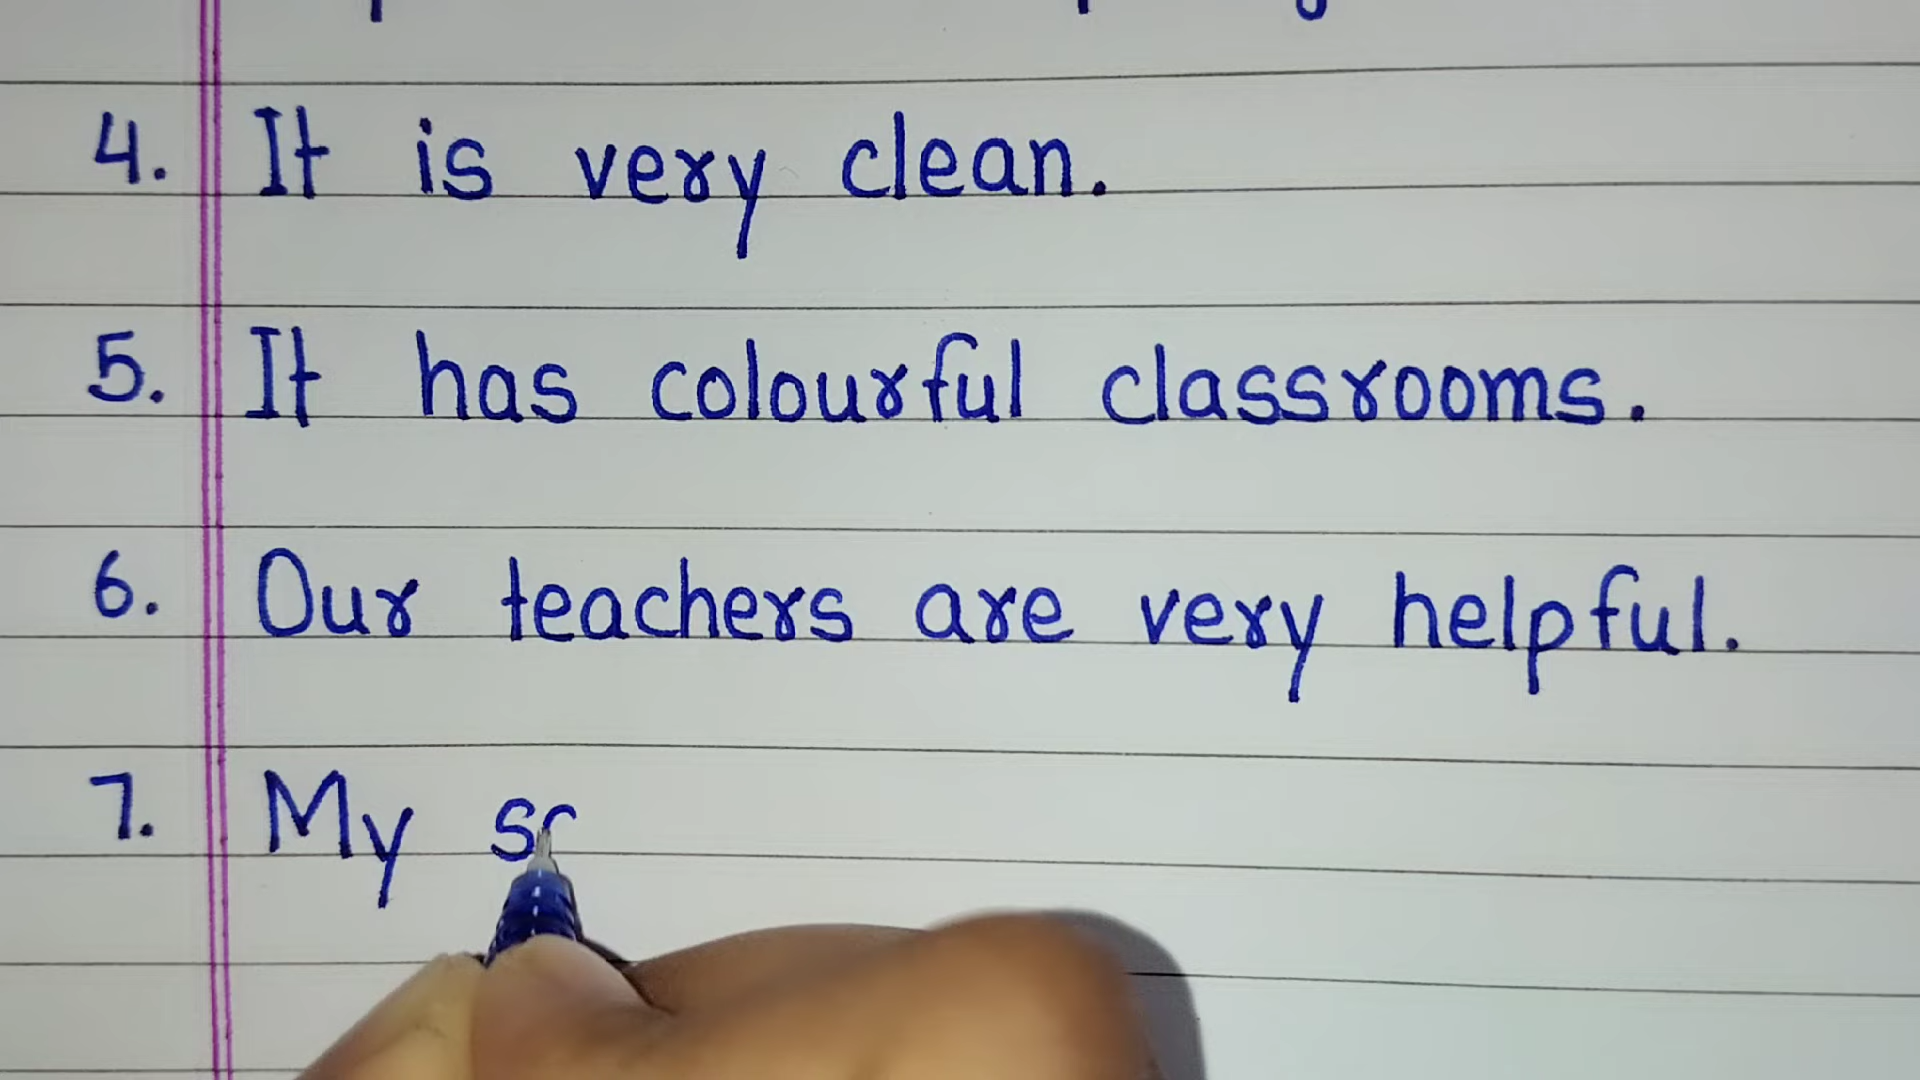 4. It is very clean.
5. It has colourful classrooms.
6. Our teachers are very helpful.
7. My